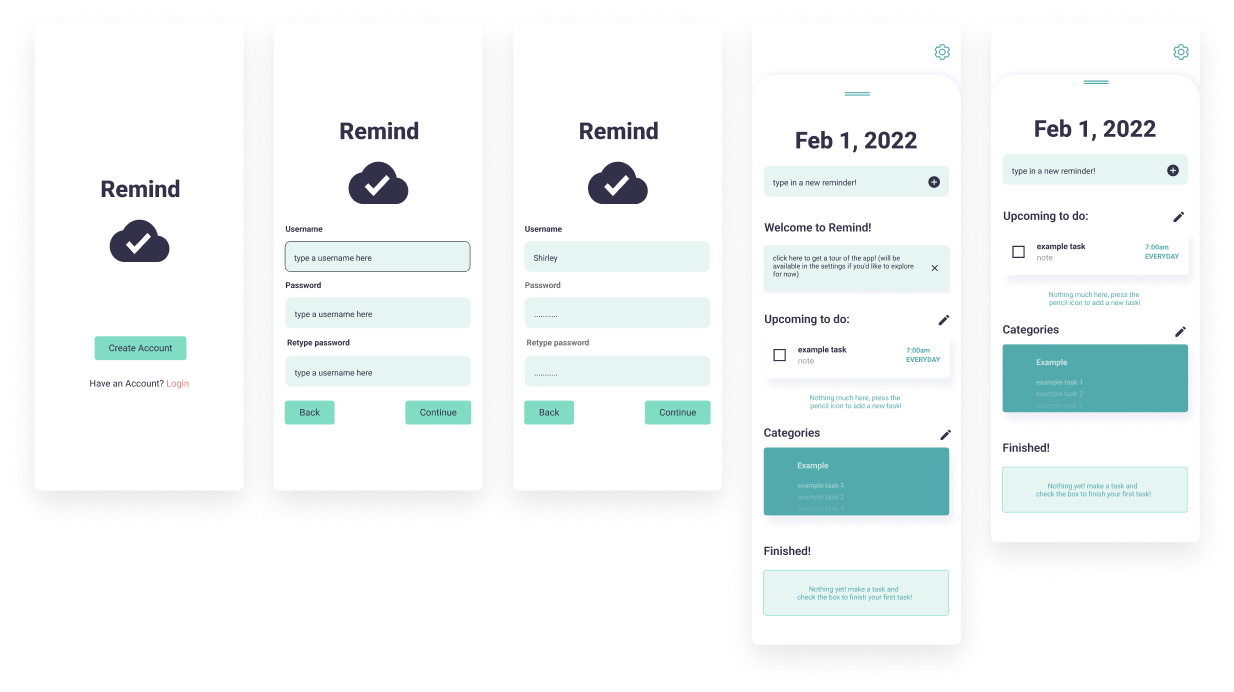 Remind
Create Account
Have an Account? Login
Remind
Username
type a username here
Password
type a username here
Retype password
type a username here
Back
Continue
Remind
Username
Shirley
Password
...........
Retype password
...........
Back
Continue
Feb 1, 2022
type in a new reminder!
Welcome to Remind!
click here to get a tour of the app! (will be
available in the settings if you'd like to explore
for now)
Upcoming to do:
example task
note
7:00am
EVERYDAY
Nothing much here, press the
pencil icon to add a new task!
Categories
Example
example task 1
example task 2
example task 3
Finished!
Nothing yet! make a task and
check the box to finish your first task!
Feb 1, 2022
type in a new reminder!
Upcoming to do:
example task
note
7:00am
EVERYDAY
Nothing much here, press the
pencil icon to add a new task!
Categories
Example
example task 1
example task 2
example task 3
Finished!
Nothing yet! make a task and
check the box to finish your first task!